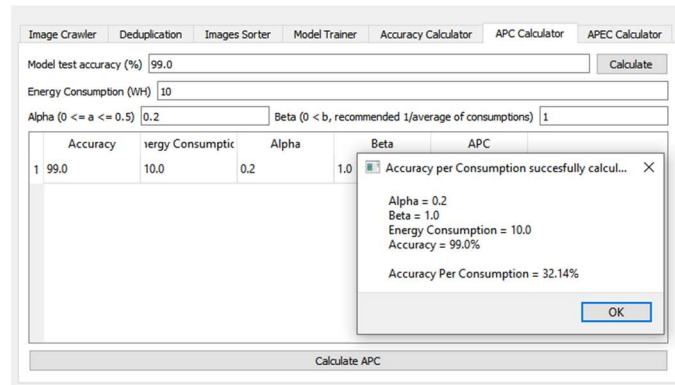 Image Crawler Deduplication Images Sorter Model Trainer Accuracy Calculator APC Calculator APEC Calculator
Model test accuracy (%) 99.0 Calculate
Energy Consumption (WH) 10
Alpha (0 <= a <= 0.5) 0.2 Beta (0 < b, recommended 1/average of consumptions) 1
Accuracy nergy Consumptic Alpha Beta APC
1 99.0 10.0 0.2 1.0
Accuracy per Consumption succesfully calcul...
Alpha = 0.2
Beta = 1.0
Energy Consumption = 10.0
Accuracy = 99.0%
Accuracy Per Consumption = 32.14%
OK
Calculate APC